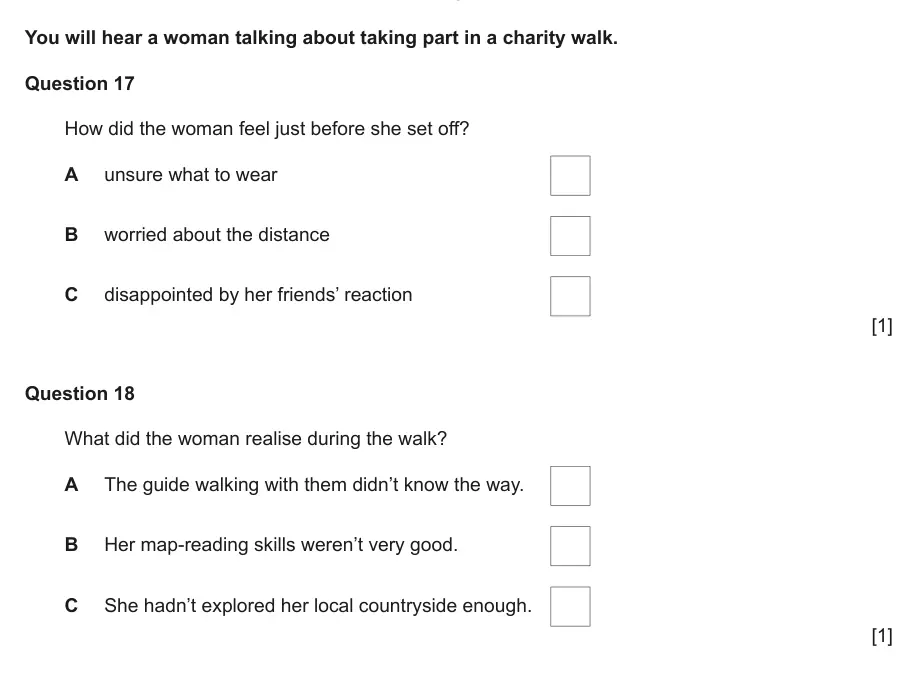 You will hear a woman talking about taking part in a charity walk.
Question 17
How did the woman feel just before she set off?
A unsure what to wear
B worried about the distance
C disappointed by her friends’ reaction
[1]
Question 18
What did the woman realise during the walk?
A The guide walking with them didn’t know the way.
B Her map-reading skills weren’t very good.
C She hadn’t explored her local countryside enough.
[1]